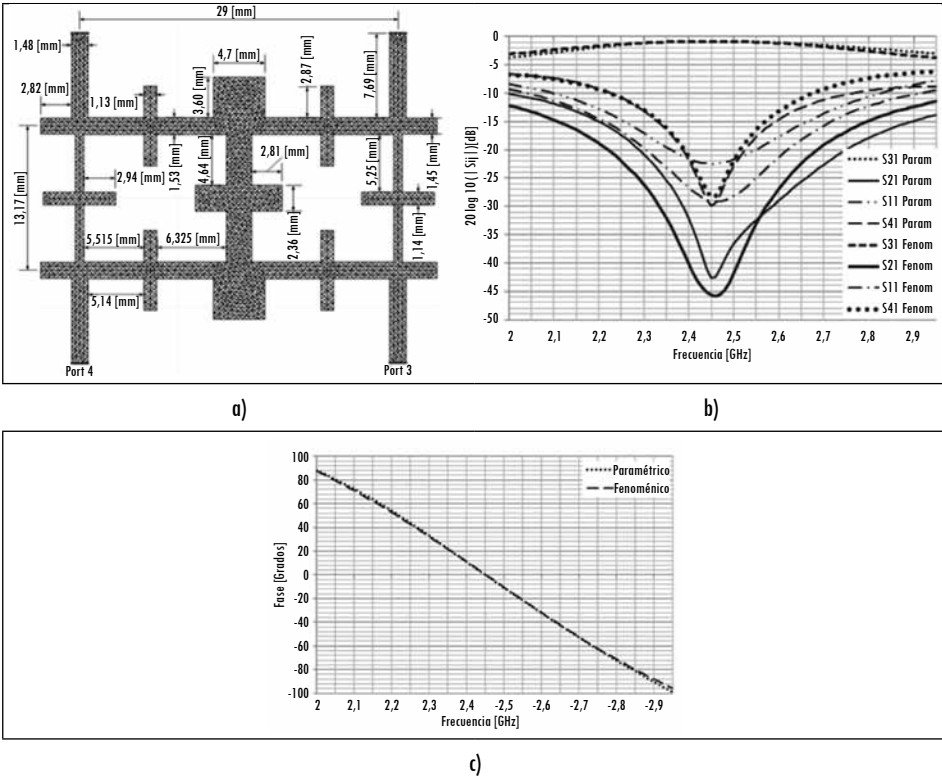 29 [mm]
1,48 [mm]
4,7 [mm]
2,82 [mm]
1,13 [mm]
3,60 [mm]
2,87 [mm]
7,69 [mm]
2,81 [mm]
13,17 [mm]
2,94 [mm]
1,53 [mm]
4,64 [mm]
5,25 [mm]
1,45 [mm]
5,515 [mm]
6,325 [mm]
2,36 [mm]
1,14 [mm]
5,14 [mm]
Port 4
Port 3
a)
20 log 10(( | Sij | )[dB]
0
-5
-10
-15
-20
-25
-30
-35
-40
-45
-50
2 2,1 2,2 2,3 2,4 2,5 2,6 2,7 2,8 2,9
Frecuencia [GHz]
S31 Param
S21 Param
S11 Param
S41 Param
S31 Fenom
S21 Fenom
S11 Fenom
S41 Fenom
b)
Fase [Grados]
100
80
60
40
20
0
-20
-40
-60
-80
-100
2 2,1 2,2 2,3 2,4 -2,5 -2,6 -2,7 -2,8 -2,9
Frecuencia [GHz]
Paramétrico
Fenoménico
c)